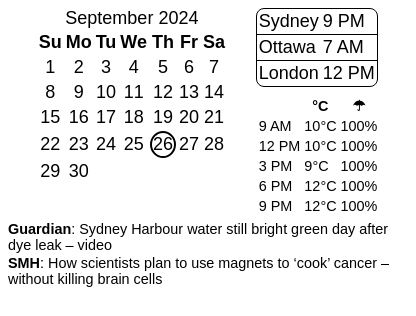 September 2024
Su Mo Tu We Th Fr Sa
1 2 3 4 5 6 7
8 9 10 11 12 13 14
15 16 17 18 19 20 21
22 23 24 25 26 27 28
29 30
Sydney 9 PM
Ottawa 7 AM
London 12 PM
°C ☂
9 AM 10°C 100%
12 PM 10°C 100%
3 PM 9°C 100%
6 PM 12°C 100%
9 PM 12°C 100%
Guardian: Sydney Harbour water still bright green day after
dye leak – video
SMH: How scientists plan to use magnets to ‘cook’ cancer –
without killing brain cells